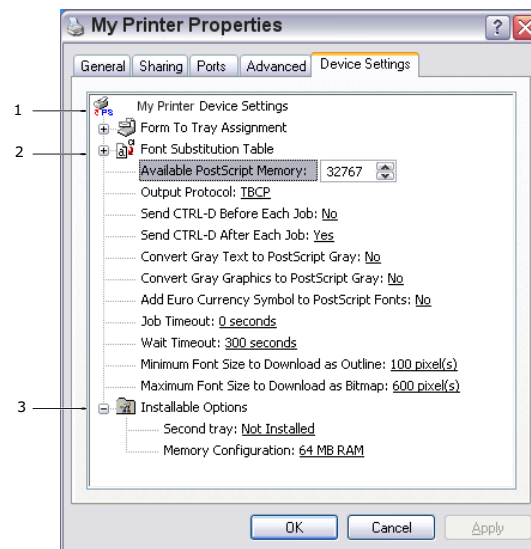 My Printer Properties
General Sharing Ports Advanced Device Settings
1 PS My Printer Device Settings
Form To Tray Assignment
2 Font Substitution Table
Available PostScript Memory: 32767
Output Protocol: TBCP
Send CTRL-D Before Each Job: No
Send CTRL-D After Each Job: Yes
Convert Gray Text to PostScript Gray: No
Convert Gray Graphics to PostScript Gray: No
Add Euro Currency Symbol to PostScript Fonts: No
Job Timeout: 0 seconds
Wait Timeout: 300 seconds
Minimum Font Size to Download as Outline: 100 pixel(s)
Maximum Font Size to Download as Bitmap: 600 pixel(s)
3 Installable Options
Second tray: Not Installed
Memory Configuration: 64 MB RAM
OK Cancel Apply